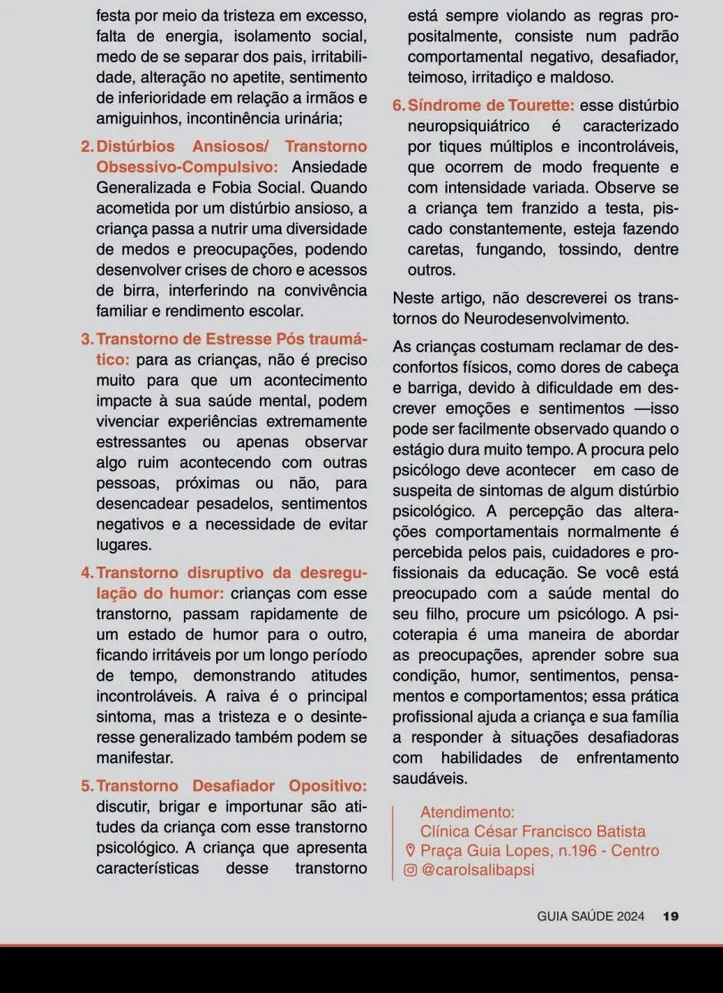 festa por meio da tristeza em excesso,
falta de energia, isolamento social,
medo de se separar dos pais, irritabili-
dade, alteração no apetite, sentimento
de inferioridade em relação a irmãos e
amiguinhos, incontinência urinária;
2. Distúrbios Ansiosos/ Transtorno
Obsessivo-Compulsivo: Ansiedade
Generalizada e Fobia Social. Quando
acometida por um distúrbio ansioso, a
criança passa a nutrir uma diversidade
de medos e preocupações, podendo
desenvolver crises de choro e acessos
de birra, interferindo na convivência
familiar e rendimento escolar.
3. Transtorno de Estresse Pós traumá-
tico: para as crianças, não é preciso
muito para que um acontecimento
impacte à sua saúde mental, podem
vivenciar experiências extremamente
estressantes ou apenas observar
algo ruim acontecendo com outras
pessoas, próximas ou não, para
desencadear pesadelos, sentimentos
negativos e a necessidade de evitar
lugares.
4. Transtorno disruptivo da desregu-
lação do humor: crianças com esse
transtorno, passam rapidamente de
um estado de humor para o outro,
ficando irritáveis por um longo período
de tempo, demonstrando atitudes
incontroláveis. A raiva é o principal
sintoma, mas a tristeza e o desinte-
resse generalizado também podem se
manifestar.
5. Transtorno Desafiador Opositivo:
discutir, brigar e importunar são ati-
tudes da criança com esse transtorno
psicológico. A criança que apresenta
características desse transtorno
está sempre violando as regras pro-
positalmente, consiste num padrão
comportamental negativo, desafiador,
teimoso, irritadiço e maldoso.
6. Síndrome de Tourette: esse distúrbio
neuropsiquiátrico é caracterizado
por tiques múltiplos e incontroláveis,
que ocorrem de modo frequente e
com intensidade variada. Observe se
a criança tem franzido a testa, pis-
cado constantemente, esteja fazendo
caretas, fungando, tossindo, dentre
outros.
Neste artigo, não descreverei os trans-
tornos do Neurodesenvolvimento.
As crianças costumam reclamar de des-
confortos físicos, como dores de cabeça
e barriga, devido à dificuldade em des-
crever emoções e sentimentos —isso
pode ser facilmente observado quando o
estágio dura muito tempo. A procura pelo
psicólogo deve acontecer em caso de
suspeita de sintomas de algum distúrbio
psicológico. A percepção das altera-
ções comportamentais normalmente é
percebida pelos pais, cuidadores e pro-
fissionais da educação. Se você está
preocupado com a saúde mental do
seu filho, procure um psicólogo. A psi-
coterapia é uma maneira de abordar
as preocupações, aprender sobre sua
condição, humor, sentimentos, pensa-
mentos e comportamentos; essa prática
profissional ajuda a criança e sua família
a responder à situações desafiadoras
com habilidades de enfrentamento
saudáveis.
Atendimento:
Clínica César Francisco Batista
Praça Guia Lopes, n.196 - Centro
@carolsalibapsi
GUIA SAÚDE 2024 19